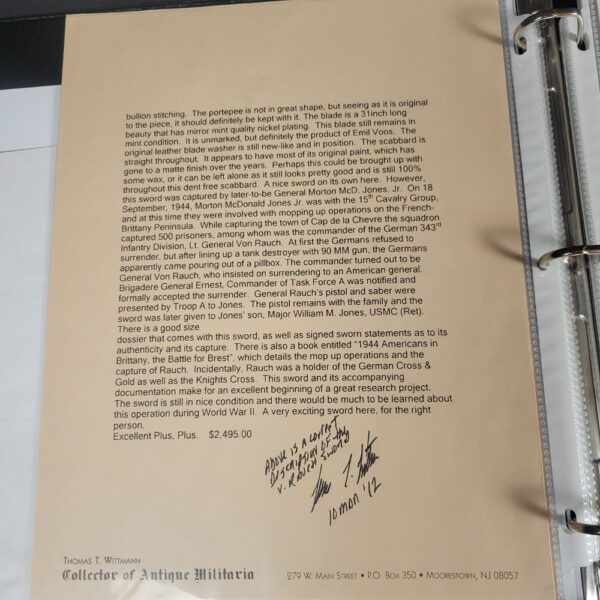 bullion stitching. The portepee is not in great shape, but seeing as it is original
to the piece, it should definitely be kept with it. The blade is a 31inch long
beauty that has mirror mint quality nickel plating. This blade still remains in
mint condition. It is unmarked, but definitely the product of Emil Voos. The
original leather blade washer is still new-like and in position. The scabbard is
straight throughout. It appears to have most of its original paint, which has
gone to a matte finish over the years. Perhaps this could be brought up with
some wax, or it can be left alone as it still looks pretty good and is still 100%
throughout this dent free scabbard. A nice sword on its own here. However,
this sword was captured by later-to-be General Morton McD. Jones, Jr. On 18
September, 1944, Morton McDonald Jones Jr. was with the 15th Cavalry Group,
and at this time they were involved with mopping up operations on the French-
Brittany Peninsula. While capturing the town of Cap de la Chevre the squadron
captured 500 prisoners, among whom was the commander of the German 343rd
Infantry Division, Lt. General Von Rauch. At first the Germans refused to
surrender, but after lining up a tank destroyer with 90 MM gun, the Germans
apparently came pouring out of a pillbox. The commander turned out to be
General Von Rauch, who insisted on surrendering to an American general.
Brigadere General Ernest, Commander of Task Force A was notified and
formally accepted the surrender. General Rauch's pistol and saber were
presented by Troop A to Jones. The pistol remains with the family and the
sword was later given to Jones' son, Major William M. Jones, USMC (Ret).
There is a good size
dossier that comes with this sword, as well as signed sworn statements as to its
authenticity and its capture. There is also a book entitled "1944 Americans in
Brittany, the Battle for Brest", which details the mop up operations and the
capture of Rauch. Incidentally, Rauch was a holder of the German Cross &
Gold as well as the Knights Cross. This sword and its accompanying
documentation make for an excellent beginning of a great research project.
The sword is still in nice condition and there would be much to be learned about
this operation during World War II. A very exciting sword here, for the right
person.
Excellent Plus, Plus. $2,495.00
ABOVE IS A CORRECT
DESCRIPTION OF THE
V. RAUCH SWORD
10 MAR '12
THOMAS T. WITTMANN
Collector of Antique Militaria
279 W. MAIN STREET • P.O. BOX 350 • MOORESTOWN, NJ 08057